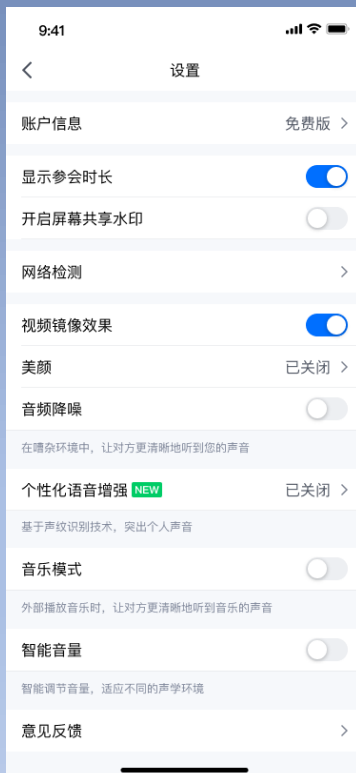 9:41
设置
账户信息 免费版
显示参会时长
开启屏幕共享水印
网络检测
视频镜像效果
美颜 已关闭
音频降噪
在嘈杂环境中，让对方更清晰地听到您的声音
个性化语音增强 NEW 已关闭
基于声纹识别技术，突出个人声音
音乐模式
外部播放音乐时，让对方更清晰地听到音乐的声音
智能音量
智能调节音量，适应不同的声学环境
意见反馈